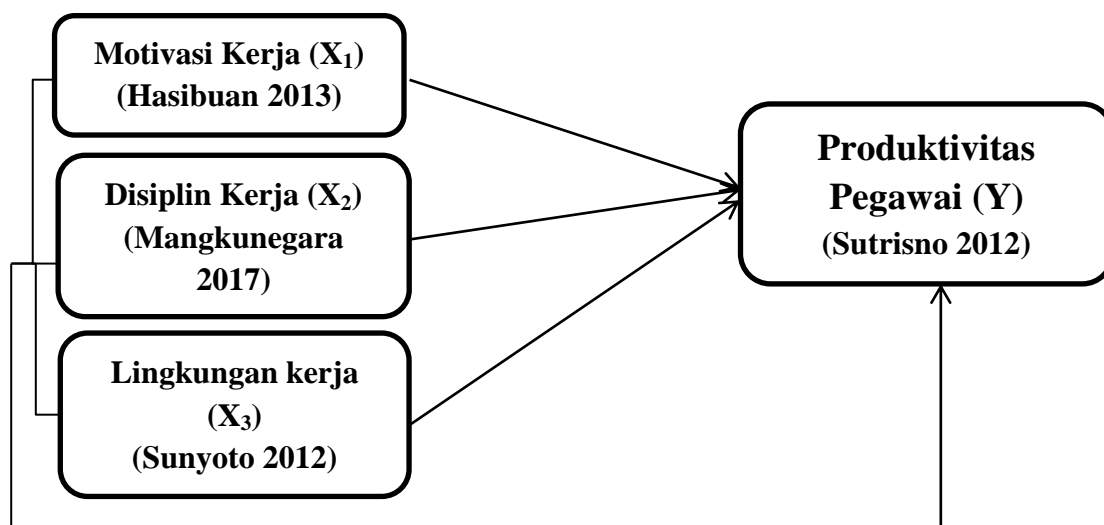 Motivasi Kerja (X₁)
(Hasibuan 2013)
Disiplin Kerja (X₂)
(Mangkunegara
2017)
Lingkungan kerja
(X₃)
(Sunyoto 2012)
Produktivitas
Pegawai (Y)
(Sutrisno 2012)